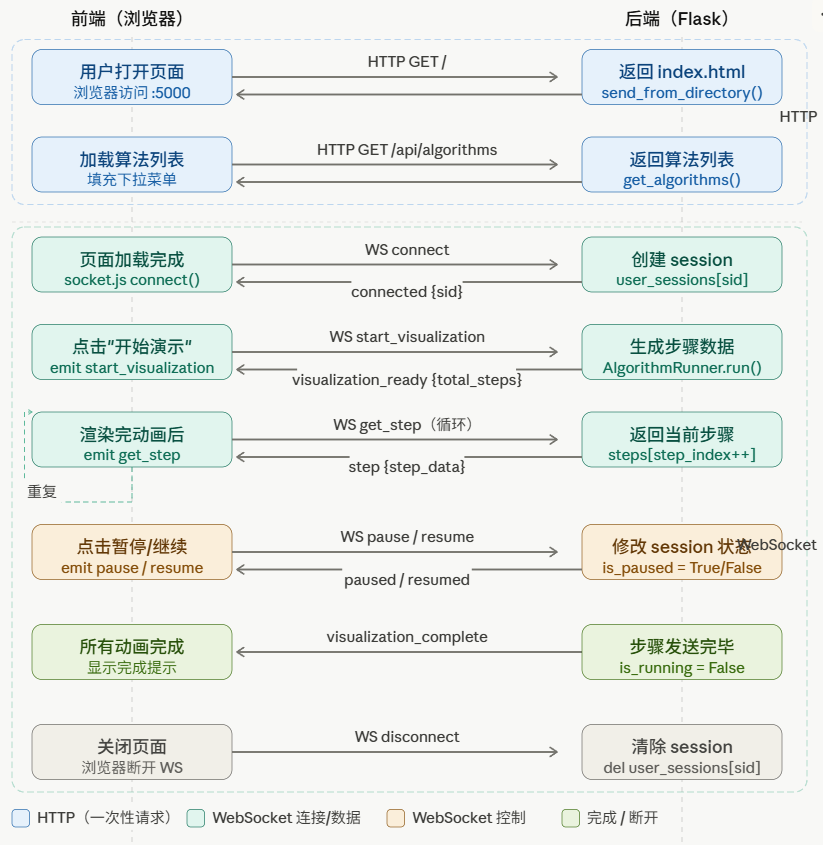 前端（浏览器）
后端（Flask）
用户打开页面
浏览器访问 :5000
HTTP GET /
返回 index.html
send_from_directory()
HTTP
加载算法列表
填充下拉菜单
HTTP GET /api/algorithms
返回算法列表
get_algorithms()
页面加载完成
socket.js connect()
WS connect
connected {sid}
创建 session
user_sessions[sid]
点击"开始演示"
emit start_visualization
WS start_visualization
visualization_ready {total_steps}
生成步骤数据
AlgorithmRunner.run()
渲染完动画后
emit get_step
WS get_step（循环）
step {step_data}
返回当前步骤
steps[step_index++]
重复
点击暂停/继续
emit pause / resume
WS pause / resume
paused / resumed
修改 session 状态
is_paused = True/False
WebSocket
所有动画完成
显示完成提示
visualization_complete
步骤发送完毕
is_running = False
关闭页面
浏览器断开 WS
WS disconnect
清除 session
del user_sessions[sid]
HTTP（一次性请求）
WebSocket 连接/数据
WebSocket 控制
完成 / 断开